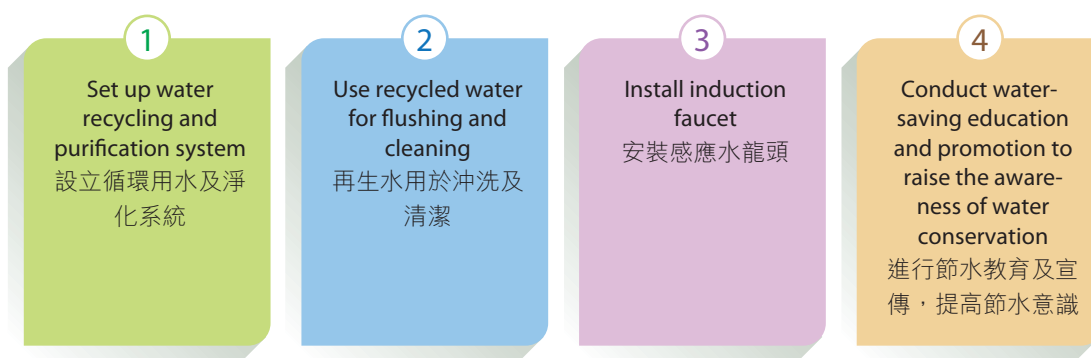 1
Set up water
recycling and
purification system
設立循環用水及淨
化系統
2
Use recycled water
for flushing and
cleaning
再生水用於沖洗及
清潔
3
Install induction
faucet
安裝感應水龍頭
4
Conduct water-
saving education
and promotion to
raise the aware-
ness of water
conservation
進行節水教育及宣
傳，提高節水意識